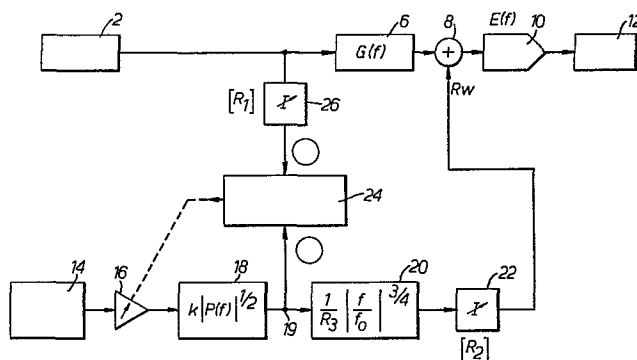 2
6
8
E(f)
10
12
G(f)
+
[R₁]
I
26
Rw
24
14
16
18
k|P(f)|^1/2
19
20
1/R₃ |f/f₀|^3/4
22
I
[R₂]